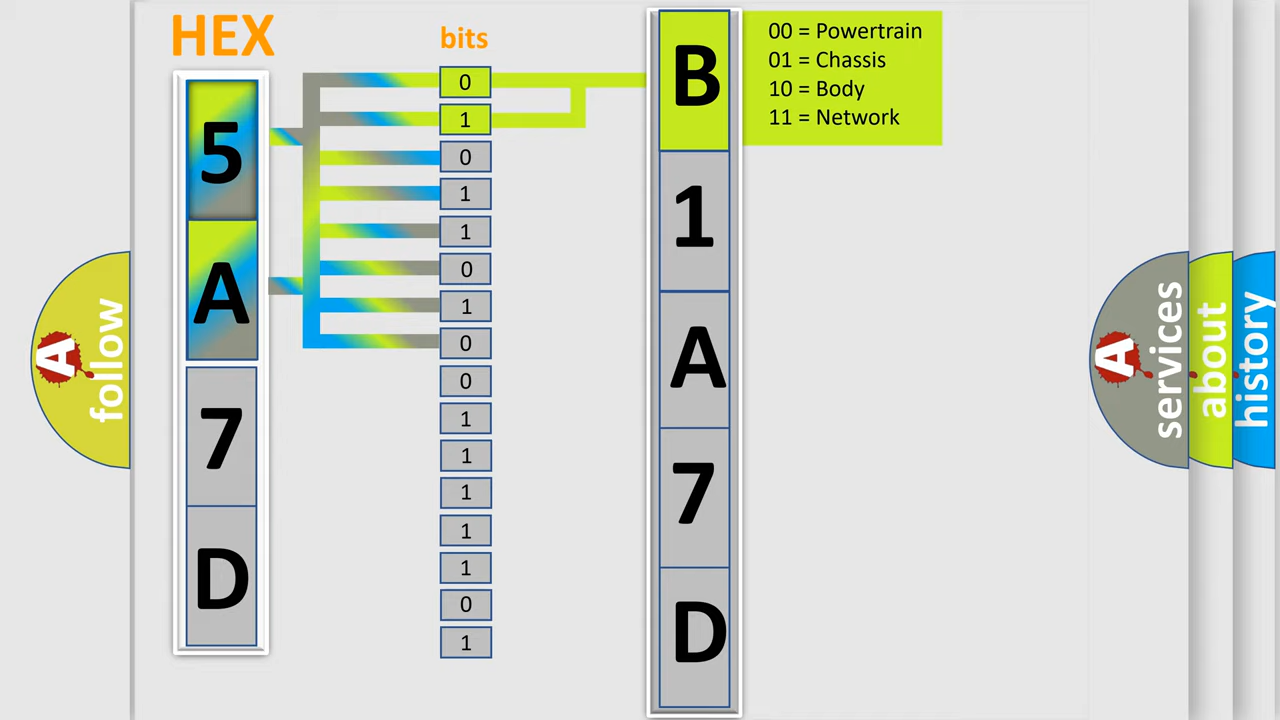 HEX
bits
5
A
7
D
0
1
0
1
1
0
1
0
0
1
1
1
1
1
0
1
B
1
A
7
D
00 = Powertrain
01 = Chassis
10 = Body
11 = Network
A
follow
A
services
about
history